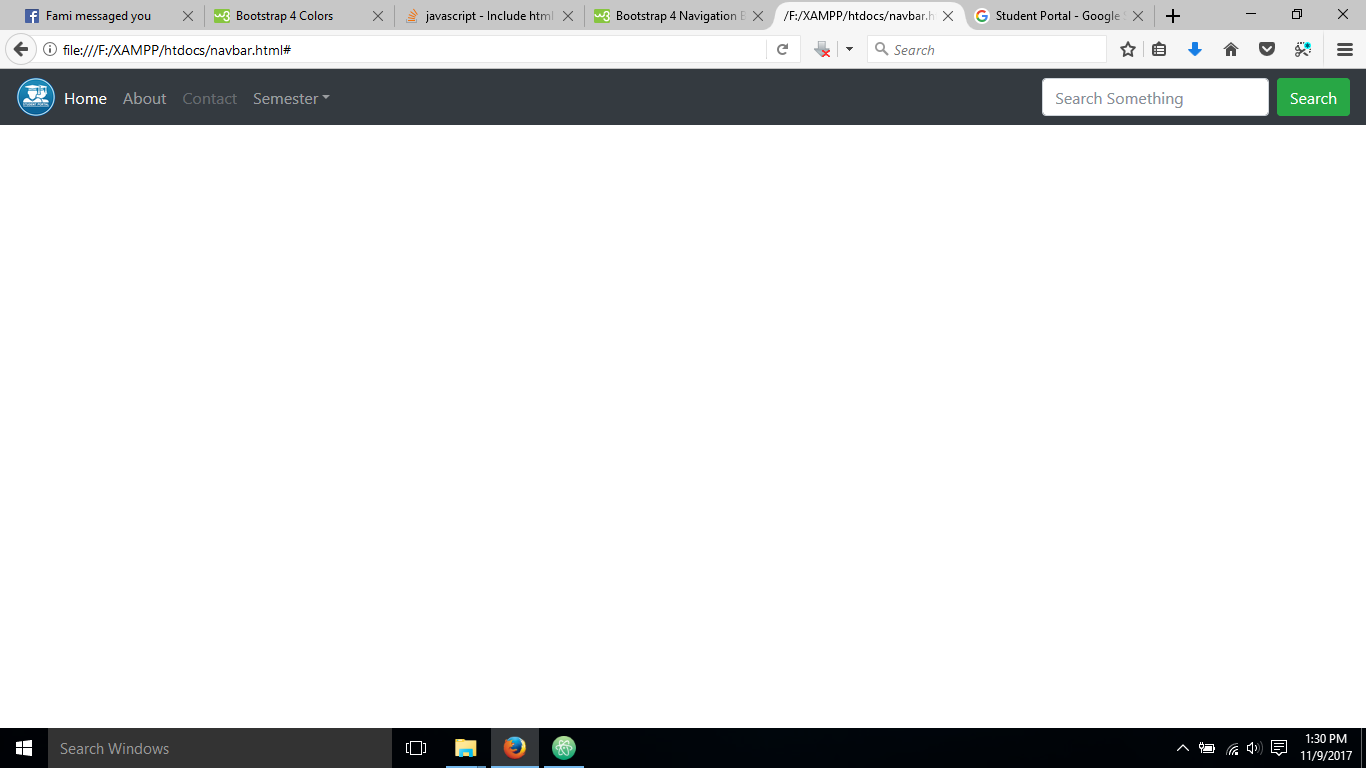 Fami messaged you
Bootstrap 4 Colors
javascript - Include html
Bootstrap 4 Navigation B
/F:/XAMPP/htdocs/navbar.h
Student Portal - Google S
file:///F:/XAMPP/htdocs/navbar.html#
Search
STUDENT PORTAL
Home
About
Contact
Semester
Search Something
Search
Search Windows
1:30 PM
11/9/2017